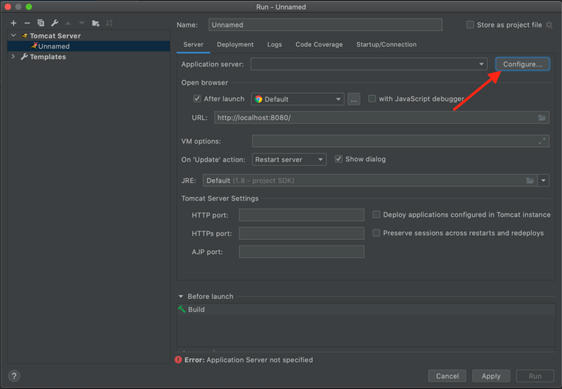 Run - Unnamed
Tomcat Server
Unnamed
Templates
Name: Unnamed
Store as project file
Server Deployment Logs Code Coverage Startup/Connection
Application server: Configure...
Open browser
After launch Default ... with JavaScript debugger
URL: http://localhost:8080/
VM options:
On 'Update' action: Restart server Show dialog
JRE: Default (1.8 - project SDK)
Tomcat Server Settings
HTTP port: Deploy applications configured in Tomcat instance
HTTPs port: Preserve sessions across restarts and redeploys
AJP port:
Before launch
Build
Error: Application Server not specified
? Cancel Apply Run